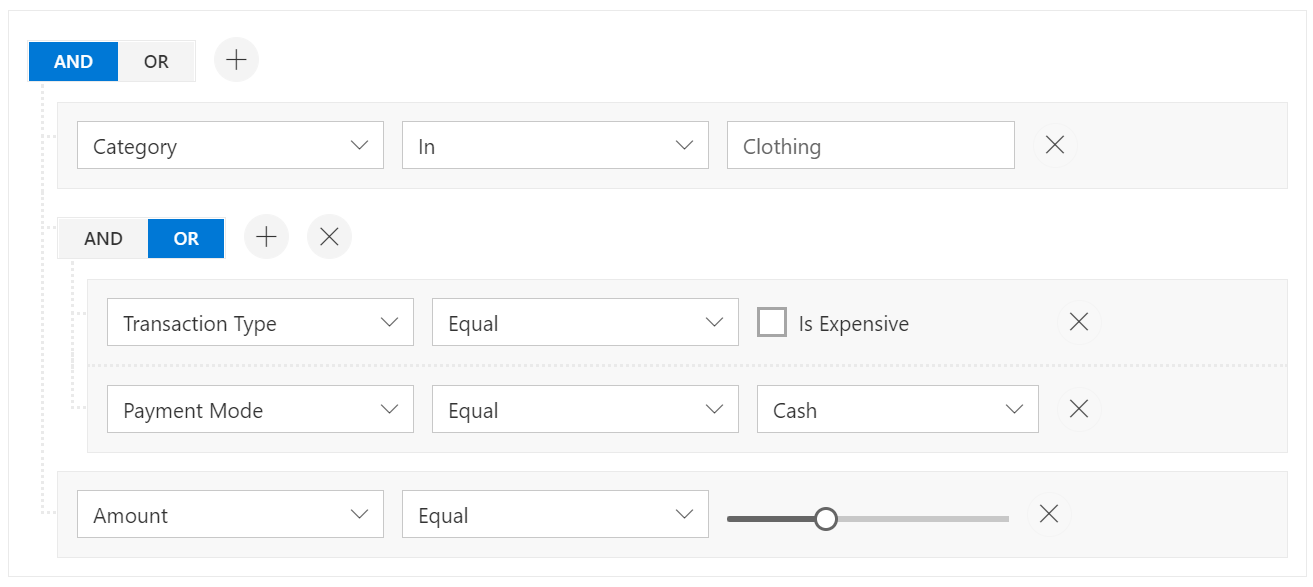 AND OR
Category In Clothing
AND OR
Transaction Type Equal Is Expensive
Payment Mode Equal Cash
Amount Equal